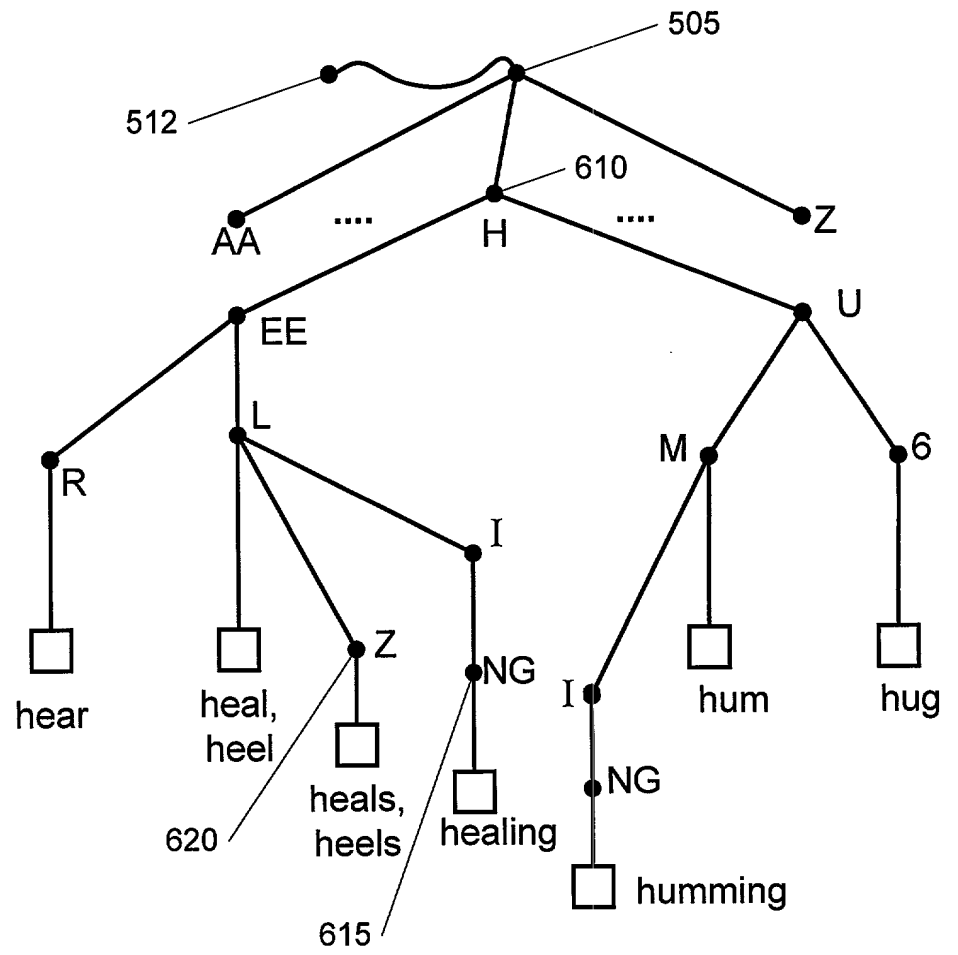 505
512
610
AA
....
H
....
Z
EE
U
L
R
M
6
I
Z
NG
I
hear
heal,
heel
hum
hug
heals,
heels
healing
NG
620
humming
615